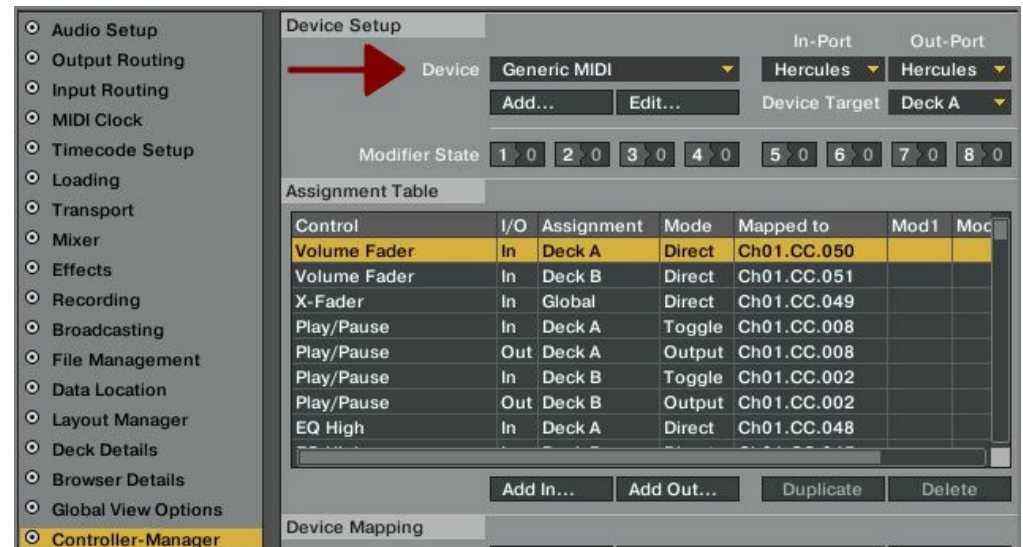 Audio Setup
Output Routing
Input Routing
MIDI Clock
Timecode Setup
Loading
Transport
Mixer
Effects
Recording
Broadcasting
File Management
Data Location
Layout Manager
Deck Details
Browser Details
Global View Options
Controller-Manager
Device Setup
In-Port Out-Port
Device Generic MIDI Hercules Hercules
Add... Edit... Device Target Deck A
Modifier State 1 0 2 0 3 0 4 0 5 0 6 0 7 0 8 0
Assignment Table
Control I/O Assignment Mode Mapped to Mod1 Moc
Volume Fader In Deck A Direct Ch01.CC.050
Volume Fader In Deck B Direct Ch01.CC.051
X-Fader In Global Direct Ch01.CC.049
Play/Pause In Deck A Toggle Ch01.CC.008
Play/Pause Out Deck A Output Ch01.CC.008
Play/Pause In Deck B Toggle Ch01.CC.002
Play/Pause Out Deck B Output Ch01.CC.002
EQ High In Deck A Direct Ch01.CC.048
Add In... Add Out... Duplicate Delete
Device Mapping